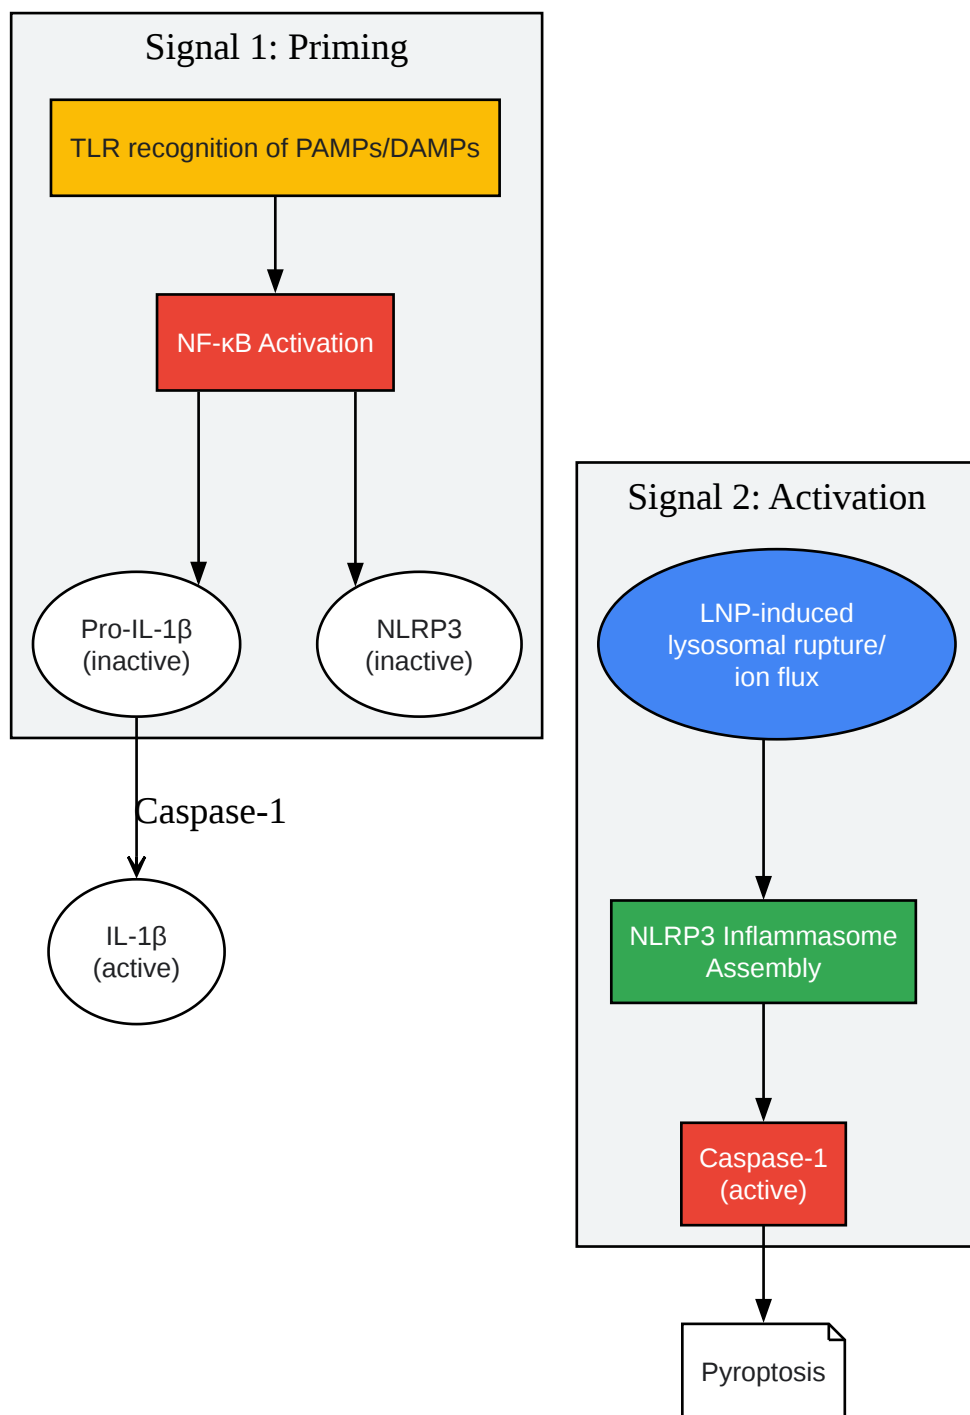 Signal 1: Priming
TLR recognition of PAMPs/DAMPs
NF-κB Activation
Pro-IL-1β
(inactive)
NLRP3
(inactive)
Caspase-1
IL-1β
(active)
Signal 2: Activation
LNP-induced
lysosomal rupture/
ion flux
NLRP3 Inflammasome
Assembly
Caspase-1
(active)
Pyroptosis